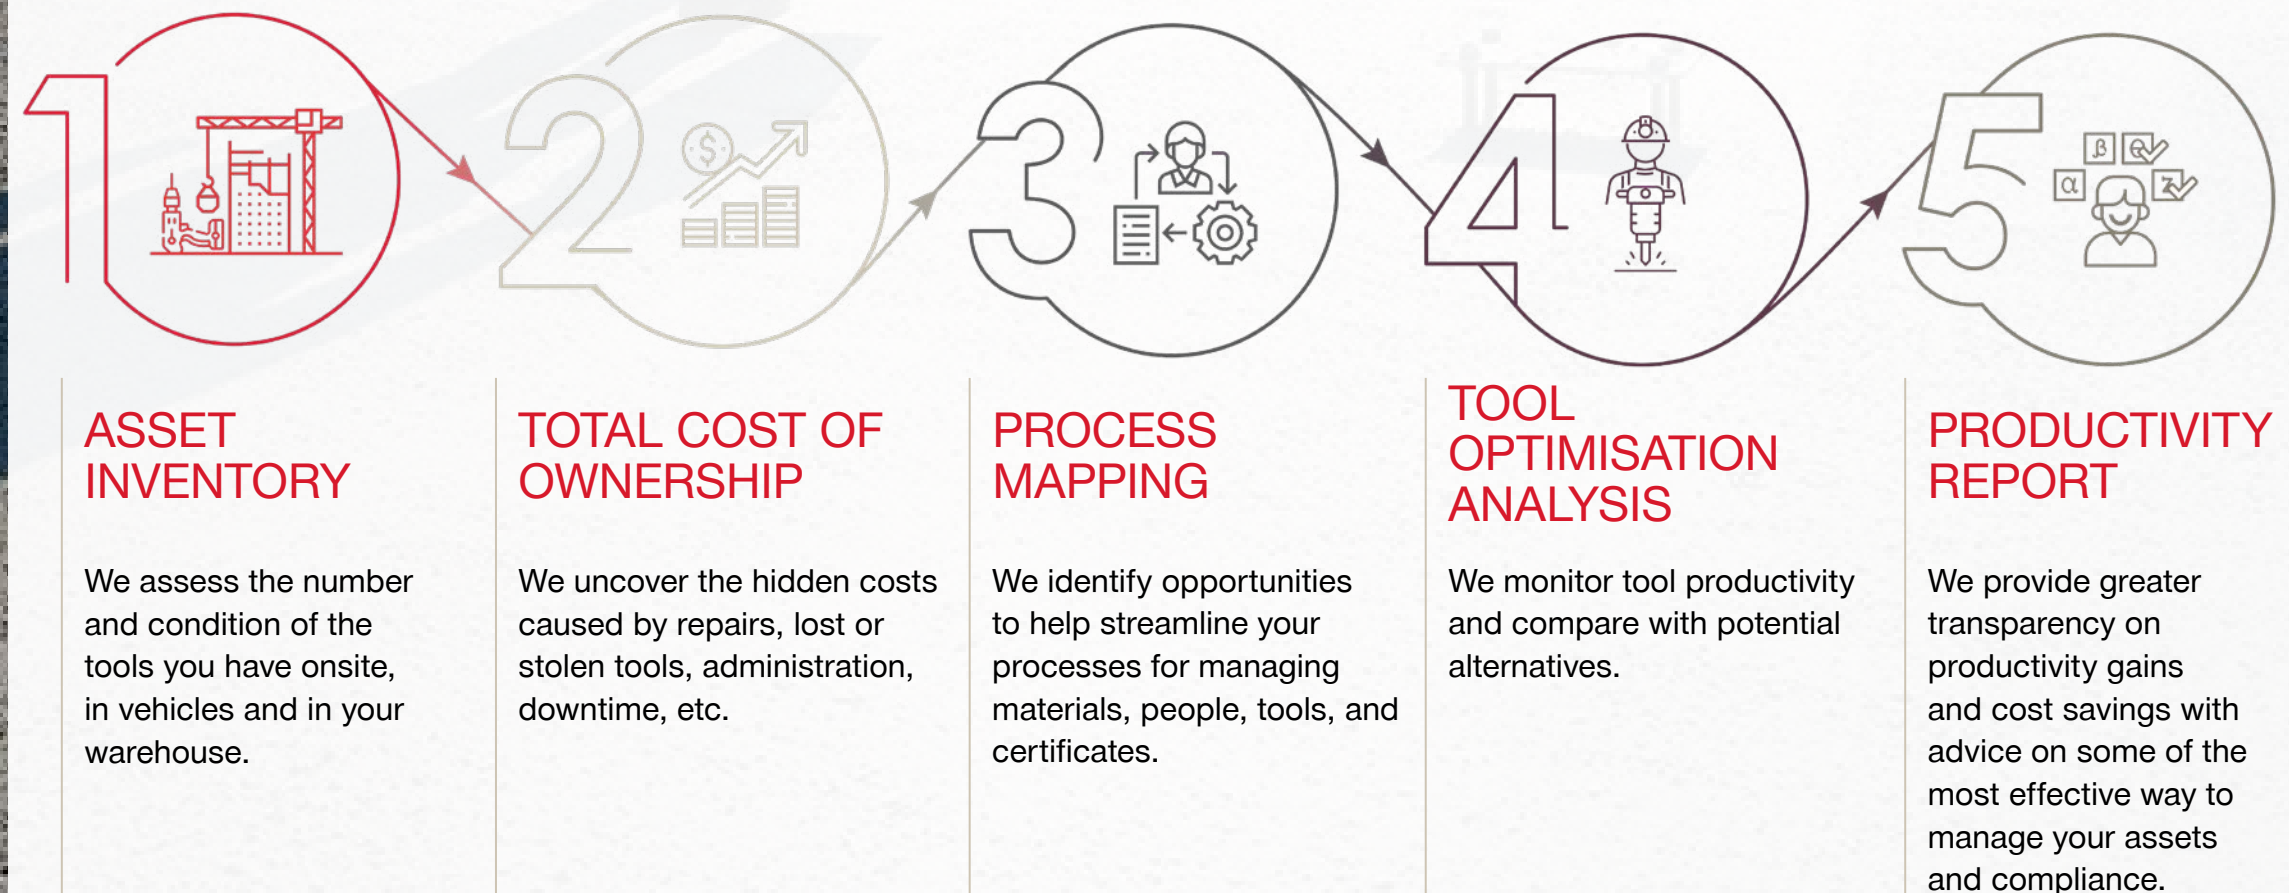 1
2
3
4
5
$
β
θ
α
z
ASSET
INVENTORY
We assess the number
and condition of the
tools you have onsite,
in vehicles and in your
warehouse.
TOTAL COST OF
OWNERSHIP
We uncover the hidden costs
caused by repairs, lost or
stolen tools, administration,
downtime, etc.
PROCESS
MAPPING
We identify opportunities
to help streamline your
processes for managing
materials, people, tools, and
certificates.
TOOL
OPTIMISATION
ANALYSIS
We monitor tool productivity
and compare with potential
alternatives.
PRODUCTIVITY
REPORT
We provide greater
transparency on
productivity gains
and cost savings with
advice on some of the
most effective way to
manage your assets
and compliance.